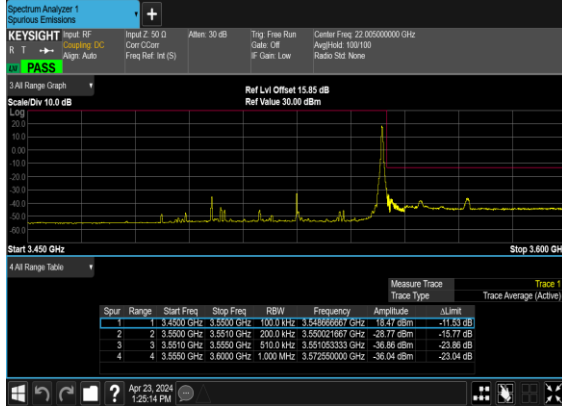 Spectrum Analyzer 1
Spurious Emissions
+
KEYSIGHT Input: RF Input Z: 50 Ω Atten: 30 dB Trig: Free Run Center Freq: 22.005000000 GHz
R T Coupling: DC Corr CCorr Gate: Off Avg|Hold: 100/100
Align: Auto Freq Ref: Int (S) IF Gain: Low Radio Std: None
LXI PASS
3 All Range Graph
Ref Lvl Offset 15.85 dB
Scale/Div 10.0 dB Ref Value 30.00 dBm
Log
20.0
10.0
0.00
-10.0
-20.0
-30.0
-40.0
-50.0
-60.0
Start 3.450 GHz Stop 3.600 GH
4 All Range Table
Measure Trace Trace 1
Trace Type Trace Average (Active)
Spur Range Start Freq Stop Freq RBW Frequency Amplitude ΔLimit
1 1 3.4500 GHz 3.5500 GHz 100.0 kHz 3.548666667 GHz 18.47 dBm -11.53 dB
2 2 3.5500 GHz 3.5510 GHz 200.0 kHz 3.550021667 GHz -28.77 dBm -15.77 dB
3 3 3.5510 GHz 3.5550 GHz 510.0 kHz 3.551053333 GHz -36.86 dBm -23.86 dB
4 4 3.5550 GHz 3.6000 GHz 1.000 MHz 3.572550000 GHz -36.04 dBm -23.04 dB
? Apr 23, 2024
1:25:14 PM